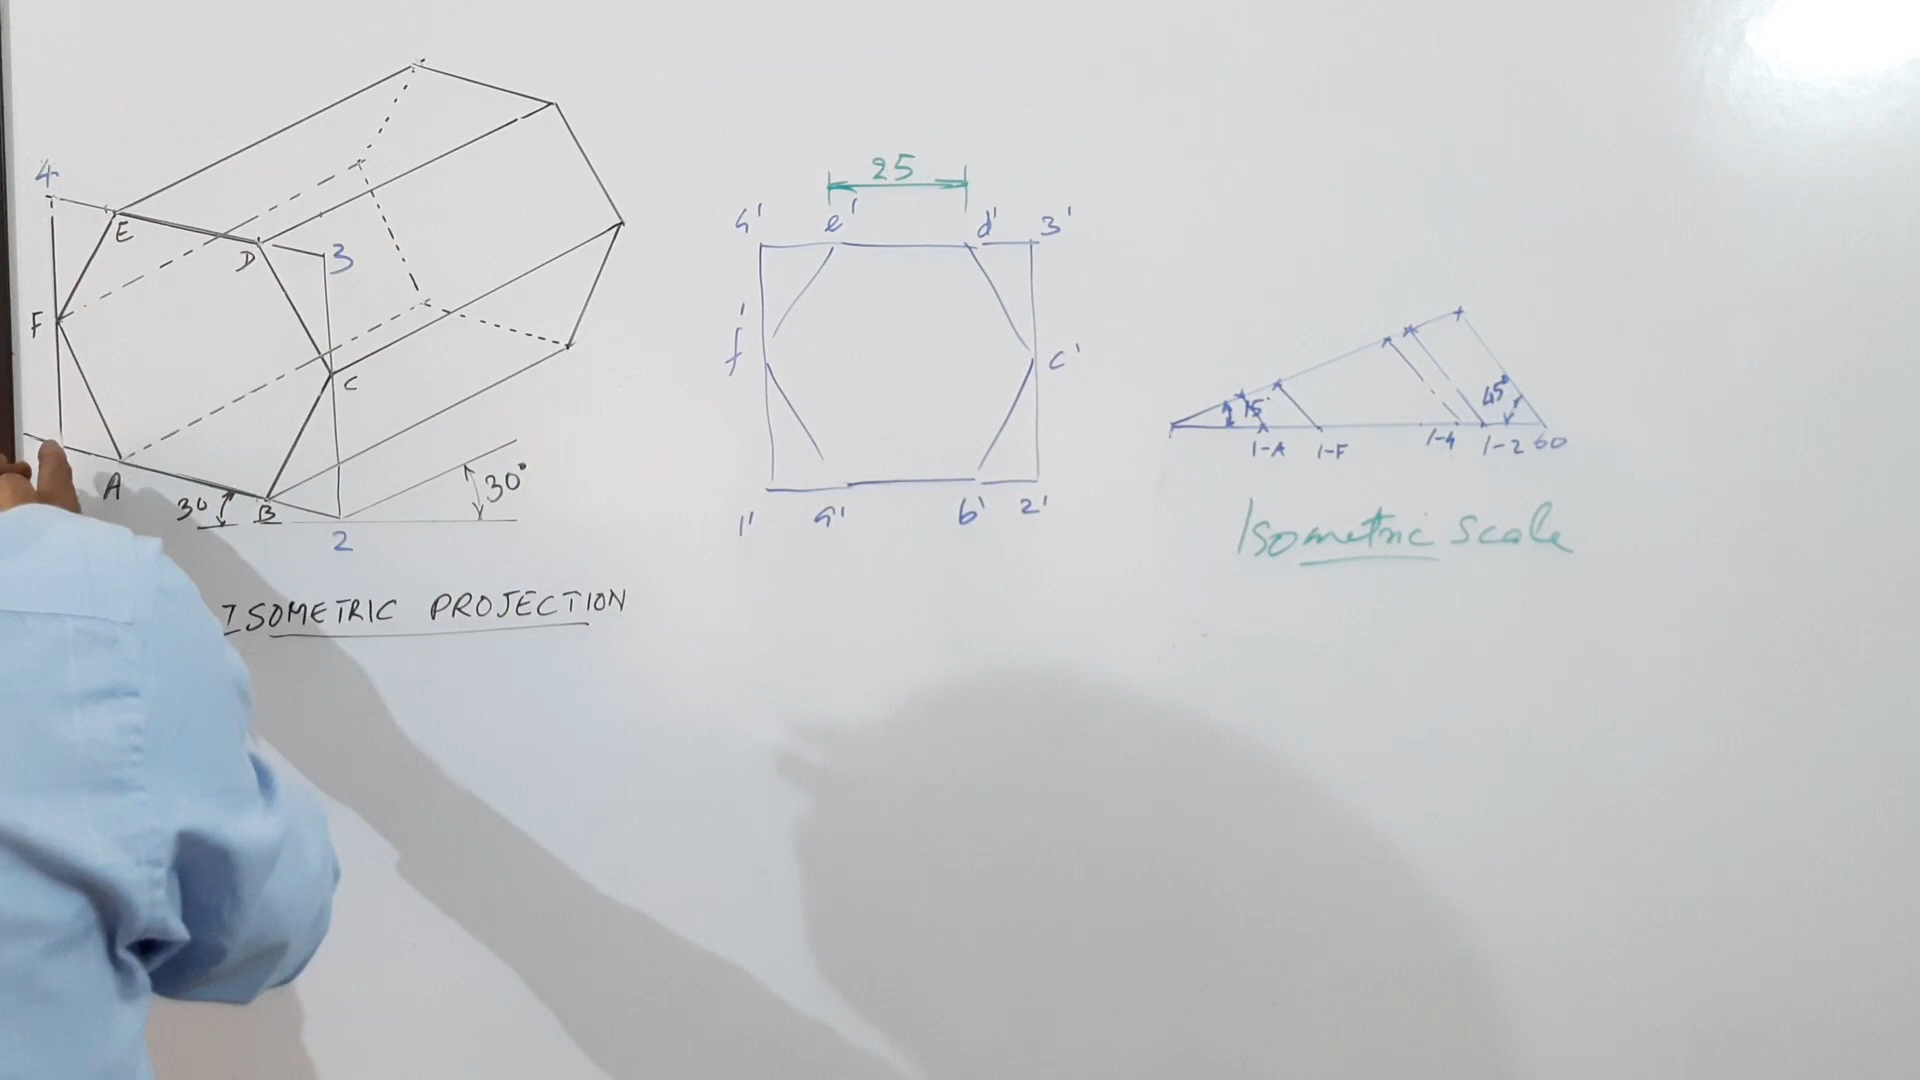 4
E
D
3
F
C
A
30
B
30°
2
ISOMETRIC PROJECTION
25
4'
e'
d'
3'
f'
c'
1'
a'
b'
2'
15°
45°
1-A
1-F
1-4
1-2
60
Isometric scale